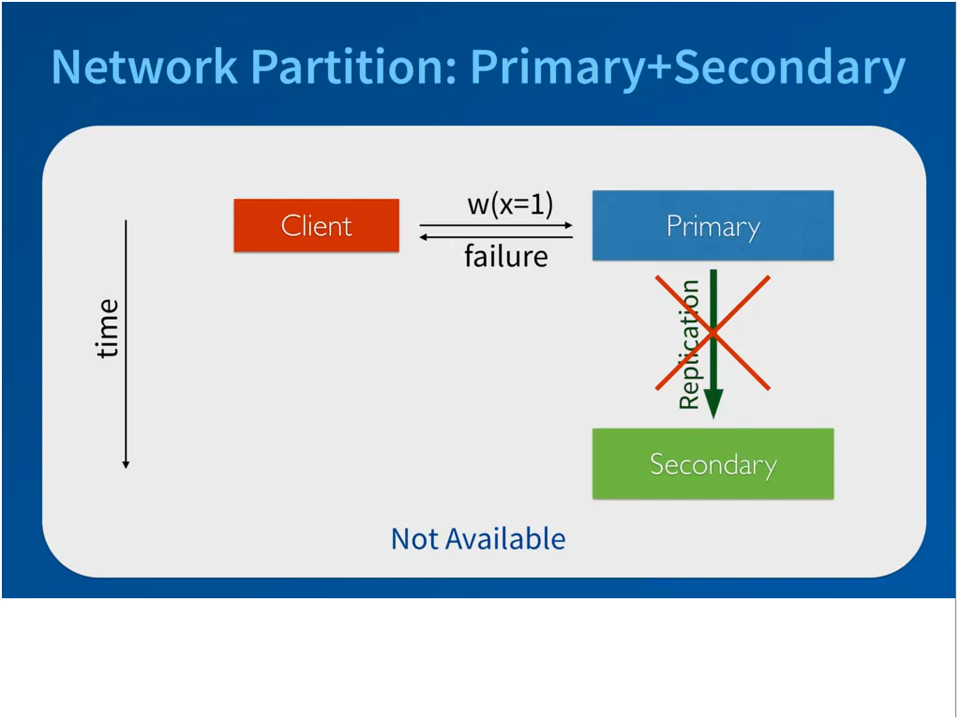 Network Partition: Primary+Secondary
w(x=1)
Client
Primary
failure
time
Replication
Secondary
Not Available